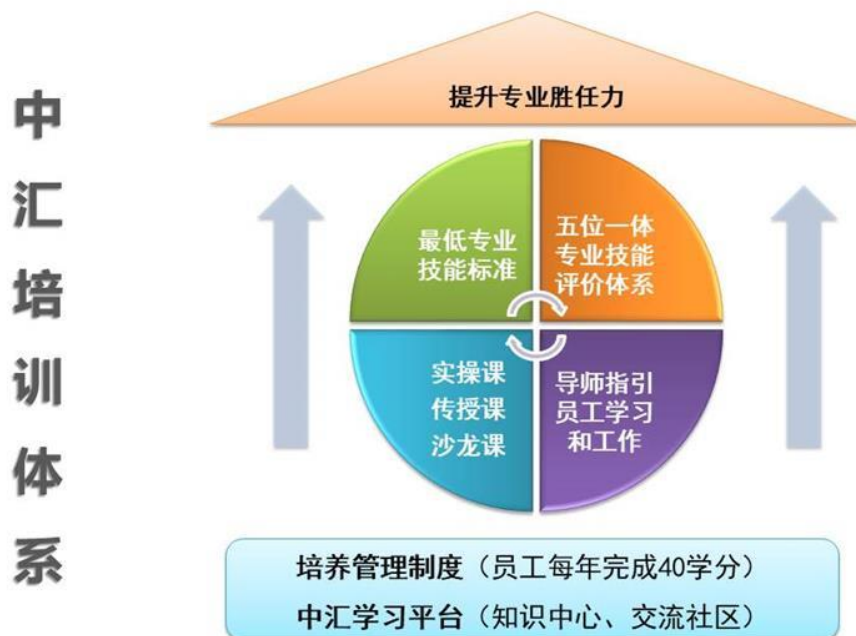 中汇培训体系
提升专业胜任力
最低专业
技能标准
五位一体
专业技能
评价体系
实操课
传授课
沙龙课
导师指引
员工学习
和工作
培养管理制度（员工每年完成40学分）
中汇学习平台（知识中心、交流社区）